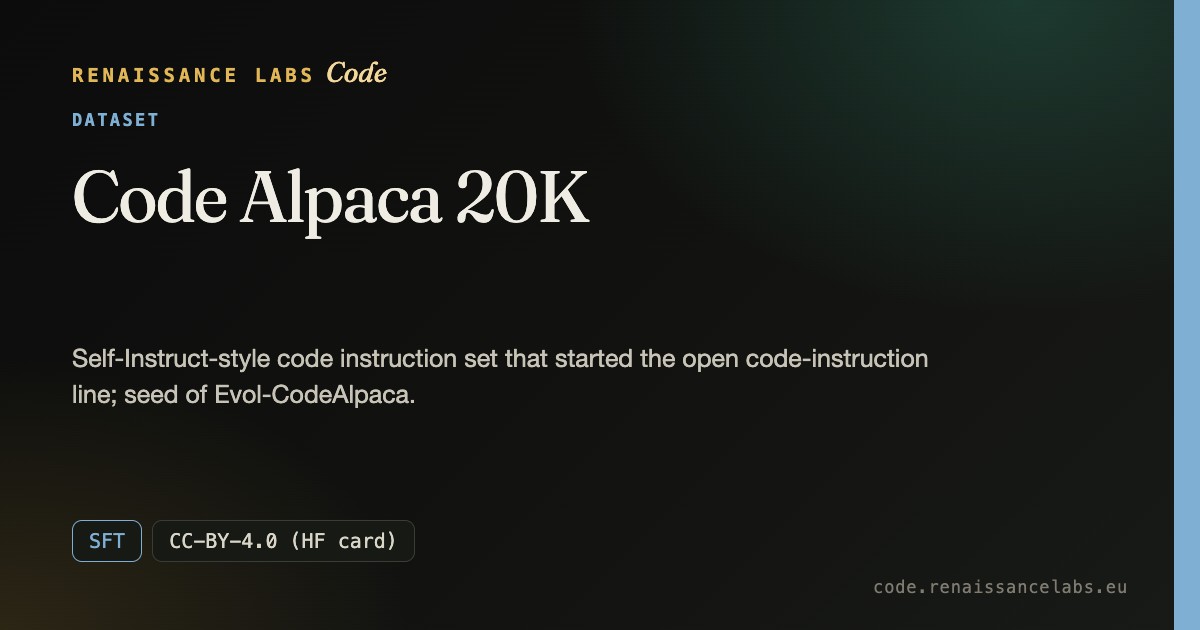 RENAISSANCE LABS Code
DATASET
Code Alpaca 20K
Self-Instruct-style code instruction set that started the open code-instruction
line; seed of Evol-CodeAlpaca.
SFT
CC-BY-4.0 (HF card)
code.renaissancelabs.eu